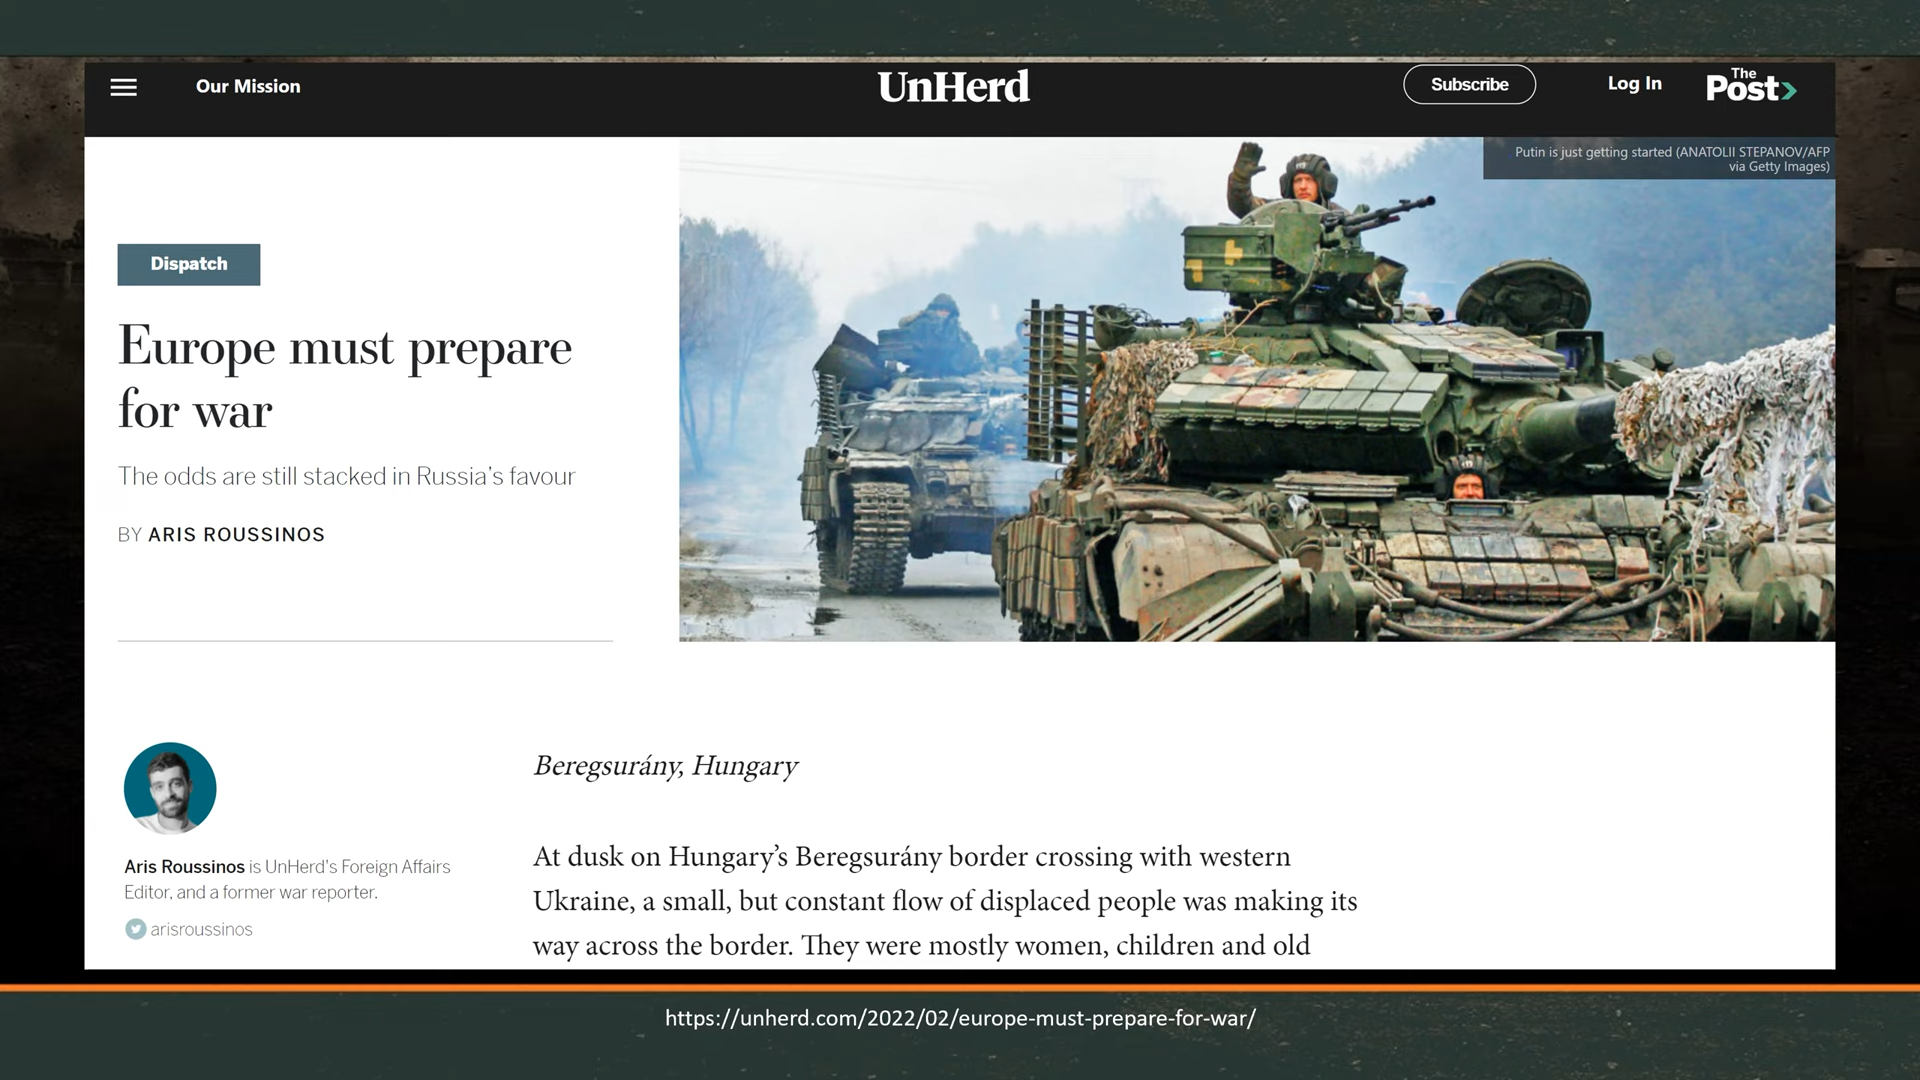 Our Mission
UnHerd
Subscribe
Log In
The
Post
Putin is just getting started (ANATOLII STEPANOV/AFP
via Getty Images)
Dispatch
Europe must prepare
for war
The odds are still stacked in Russia's favour
BY ARIS ROUSSINOS
Aris Roussinos is UnHerd's Foreign Affairs
Editor, and a former war reporter.
arisroussinos
Beregsurány, Hungary
At dusk on Hungary’s Beregsurány border crossing with western
Ukraine, a small, but constant flow of displaced people was making its
way across the border. They were mostly women, children and old
https://unherd.com/2022/02/europe-must-prepare-for-war/